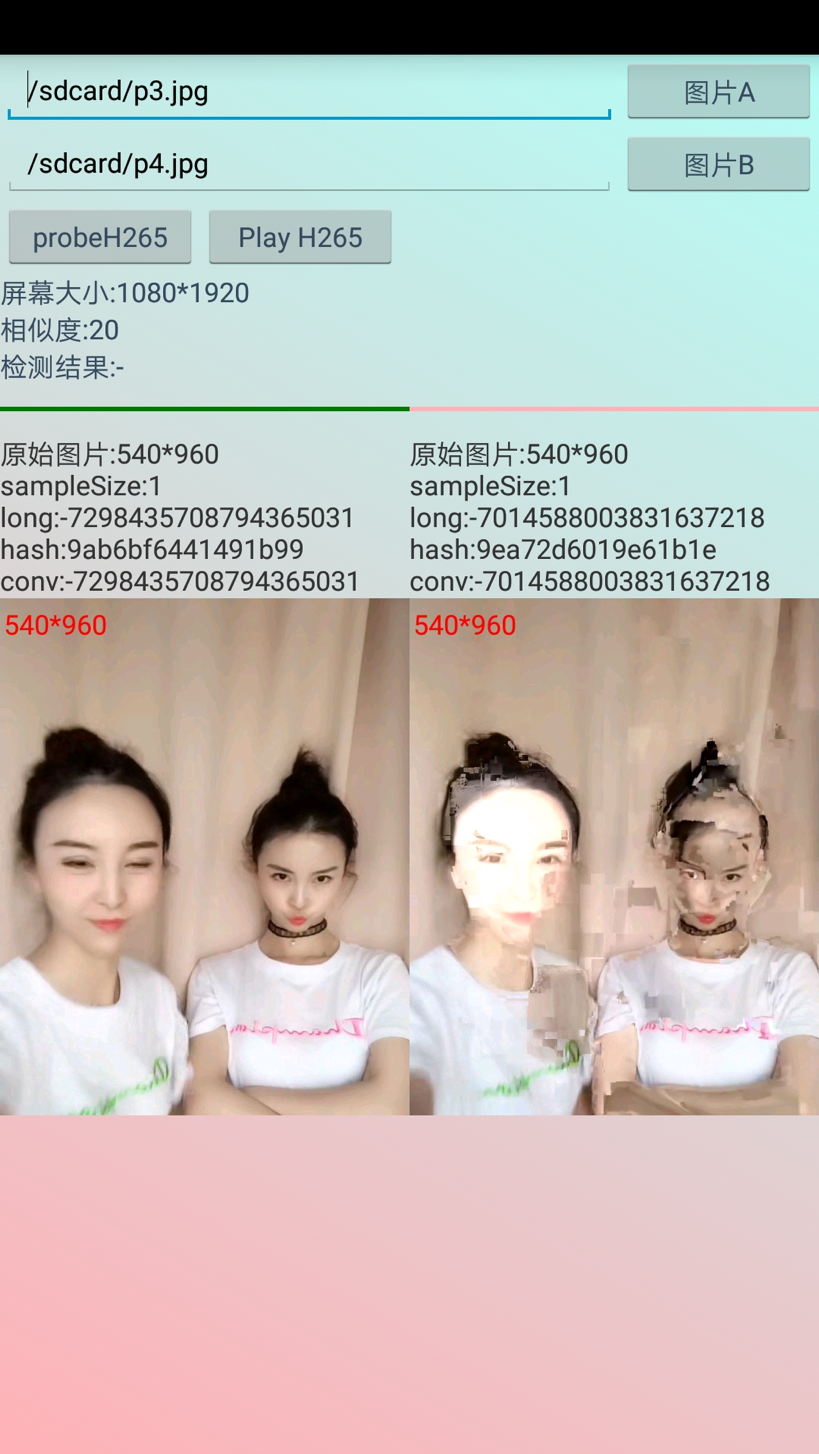 /sdcard/p3.jpg
图片A
/sdcard/p4.jpg
图片B
probeH265
Play H265
屏幕大小:1080*1920
相似度:20
检测结果:-
原始图片:540*960
sampleSize:1
long:-7298435708794365031
hash:9ab6bf6441491b99
conv:-7298435708794365031
原始图片:540*960
sampleSize:1
long:-7014588003831637218
hash:9ea72d6019e61b1e
conv:-7014588003831637218
540*960
540*960